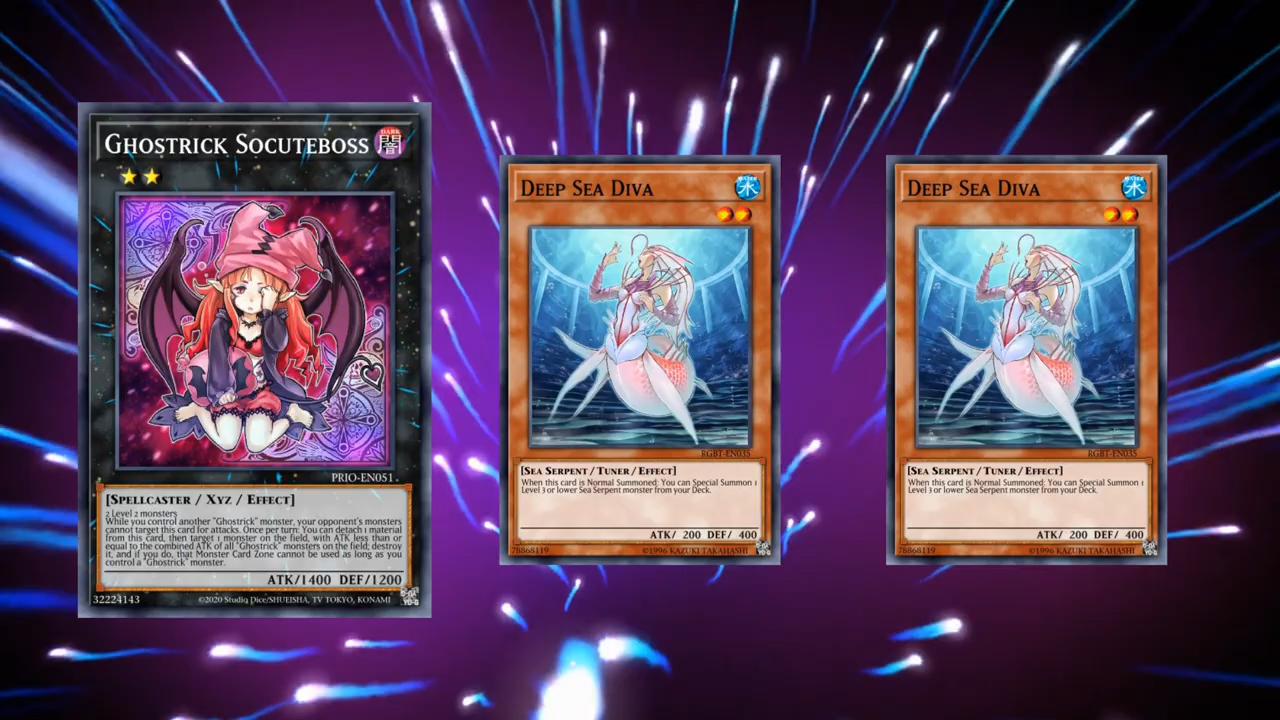 GHOSTRICK SOCUTEBOSS
DARK
闇
PRIO-EN051
[SPELLCASTER / XYZ / EFFECT]
2 Level 2 monsters
While you control another "Ghostrick" monster, your opponent's monsters
cannot target this card for attacks. Once per turn: You can detach 1 material
from this card, then target 1 monster on the field, with ATK less than or
equal to the combined ATK of all "Ghostrick" monsters on the field; destroy
it, and if you do, that Monster Card Zone cannot be used as long as you
control a "Ghostrick" monster.
ATK/1400 DEF/1200
32224143
©2020 Studio Dice/SHUEISHA, TV TOKYO, KONAMI
DEEP SEA DIVA
WATER
水
RGBT-EN035
[SEA SERPENT / TUNER / EFFECT]
When this card is Normal Summoned: You can Special Summon 1
Level 3 or lower Sea Serpent monster from your Deck.
ATK/ 200 DEF/ 400
78868119
©1996 KAZUKI TAKAHASHI
DEEP SEA DIVA
WATER
水
RGBT-EN035
[SEA SERPENT / TUNER / EFFECT]
When this card is Normal Summoned: You can Special Summon 1
Level 3 or lower Sea Serpent monster from your Deck.
ATK/ 200 DEF/ 400
78868119
©1996 KAZUKI TAKAHASHI